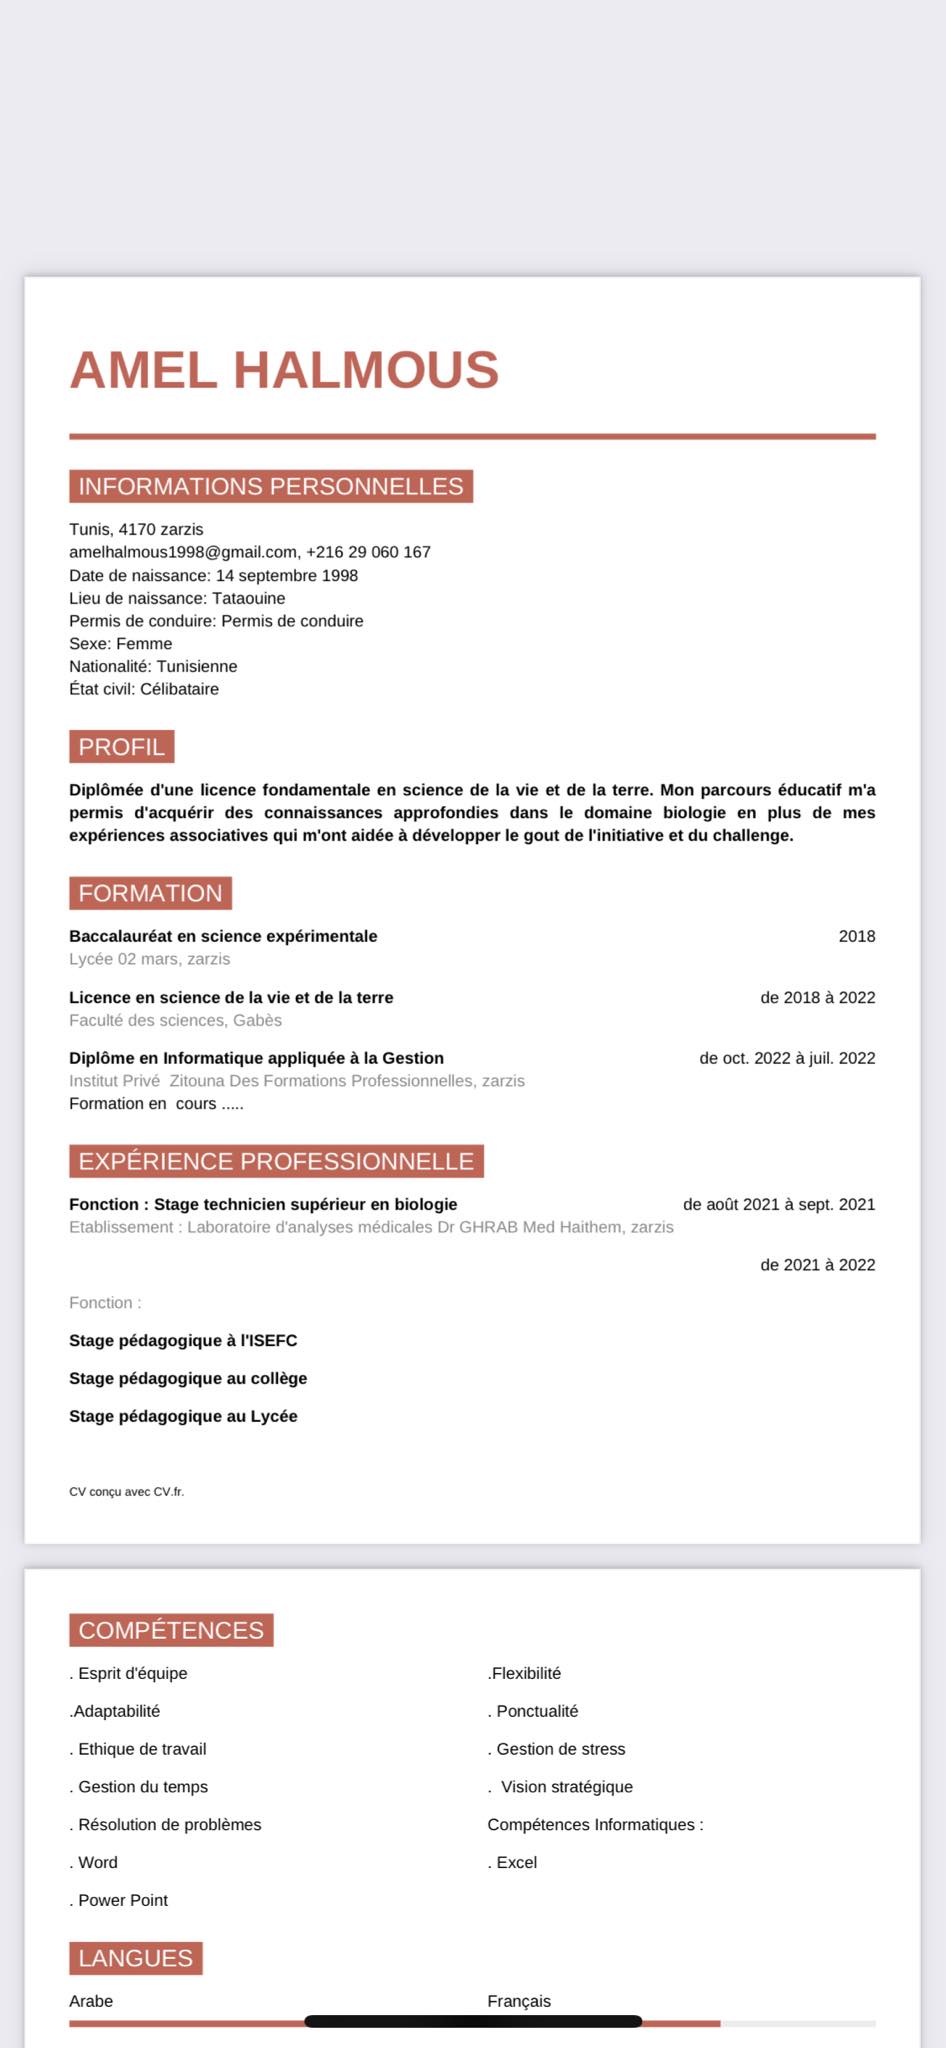 AMEL HALMOUS
INFORMATIONS PERSONNELLES
Tunis, 4170 zarzis
amelhalmous1998@gmail.com, +216 29 060 167
Date de naissance: 14 septembre 1998
Lieu de naissance: Tataouine
Permis de conduire: Permis de conduire
Sexe: Femme
Nationalité: Tunisienne
État civil: Célibataire
PROFIL
Diplômée d'une licence fondamentale en science de la vie et de la terre. Mon parcours éducatif m'a
permis d'acquérir des connaissances approfondies dans le domaine biologie en plus de mes
expériences associatives qui m'ont aidée à développer le gout de l'initiative et du challenge.
FORMATION
Baccalauréat en science expérimentale 2018
Lycée 02 mars, zarzis
Licence en science de la vie et de la terre de 2018 à 2022
Faculté des sciences, Gabès
Diplôme en Informatique appliquée à la Gestion de oct. 2022 à juil. 2022
Institut Privé  Zitouna Des Formations Professionnelles, zarzis
Formation en  cours .....
EXPÉRIENCE PROFESSIONNELLE
Fonction : Stage technicien supérieur en biologie de août 2021 à sept. 2021
Etablissement : Laboratoire d'analyses médicales Dr GHRAB Med Haithem, zarzis
de 2021 à 2022
Fonction :
Stage pédagogique à l'ISEFC
Stage pédagogique au collège
Stage pédagogique au Lycée
CV conçu avec CV.fr.
COMPÉTENCES
. Esprit d'équipe .Flexibilité
.Adaptabilité . Ponctualité
. Ethique de travail . Gestion de stress
. Gestion du temps .  Vision stratégique
. Résolution de problèmes Compétences Informatiques :
. Word . Excel
. Power Point
LANGUES
Arabe Français